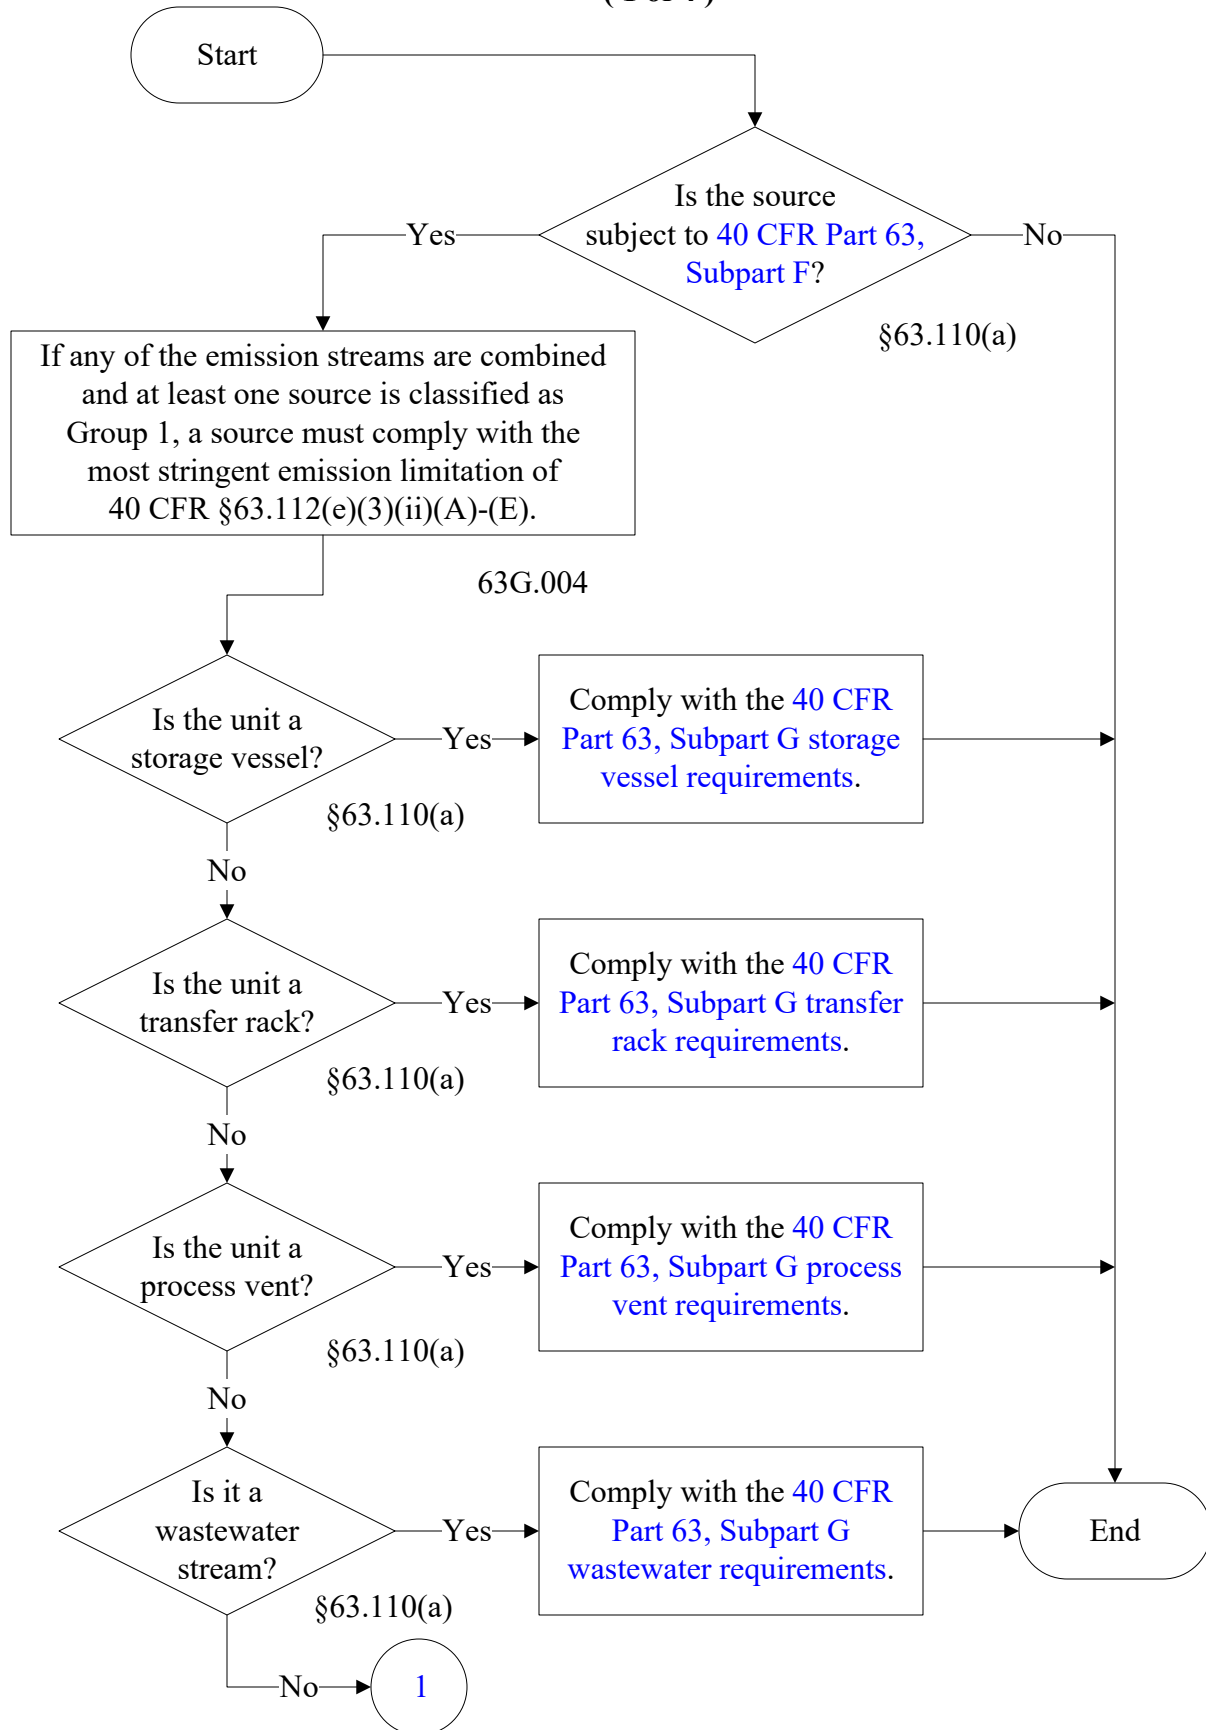 Start
Is the source
subject to 40 CFR Part 63,
Subpart F?
Yes
No
§63.110(a)
If any of the emission streams are combined
and at least one source is classified as
Group 1, a source must comply with the
most stringent emission limitation of
40 CFR §63.112(e)(3)(ii)(A)-(E).
63G.004
Is the unit a
storage vessel?
Yes
Comply with the 40 CFR
Part 63, Subpart G storage
vessel requirements.
§63.110(a)
No
Is the unit a
transfer rack?
Yes
Comply with the 40 CFR
Part 63, Subpart G transfer
rack requirements.
§63.110(a)
No
Is the unit a
process vent?
Yes
Comply with the 40 CFR
Part 63, Subpart G process
vent requirements.
§63.110(a)
No
Is it a
wastewater
stream?
Yes
Comply with the 40 CFR
Part 63, Subpart G
wastewater requirements.
End
§63.110(a)
No
1